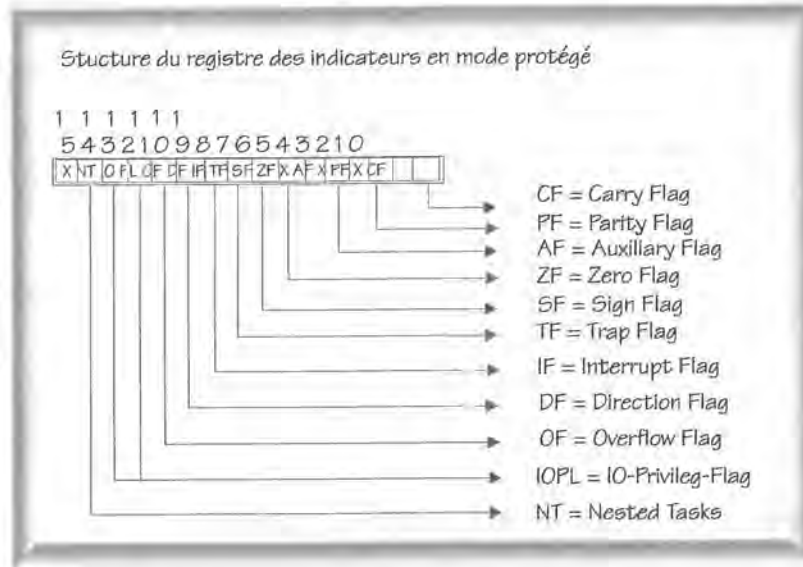 Stucture du registre des indicateurs en mode protégé
1 1 1 1 1 1
5 4 3 2 1 0 9 8 7 6 5 4 3 2 1 0
X NT IO PL OF DF IF TF SF ZF X AF X PF X CF
CF = Carry Flag
PF = Parity Flag
AF = Auxiliary Flag
ZF = Zero Flag
SF = Sign Flag
TF = Trap Flag
IF = Interrupt Flag
DF = Direction Flag
OF = Overflow Flag
IOPL = IO-Privileg-Flag
NT = Nested Tasks